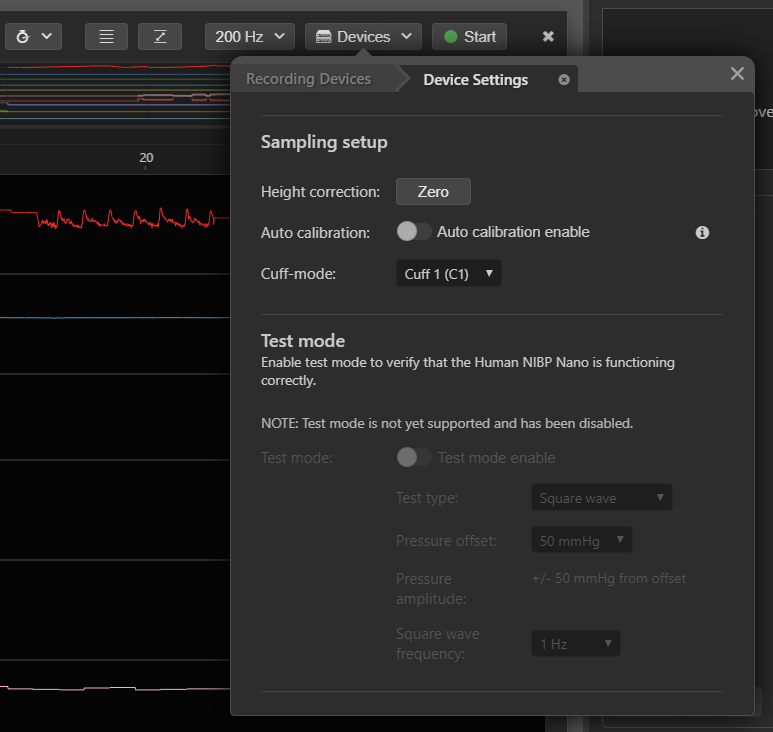 200 Hz
Devices
Start
Recording Devices
Device Settings
ove
20
Sampling setup
Height correction:
Zero
Auto calibration:
Auto calibration enable
Cuff-mode:
Cuff 1 (C1)
Test mode
Enable test mode to verify that the Human NIBP Nano is functioning
correctly.
NOTE: Test mode is not yet supported and has been disabled.
Test mode:
Test mode enable
Test type:
Square wave
Pressure offset:
50 mmHg
Pressure
amplitude:
+/- 50 mmHg from offset
Square wave
frequency:
1 Hz